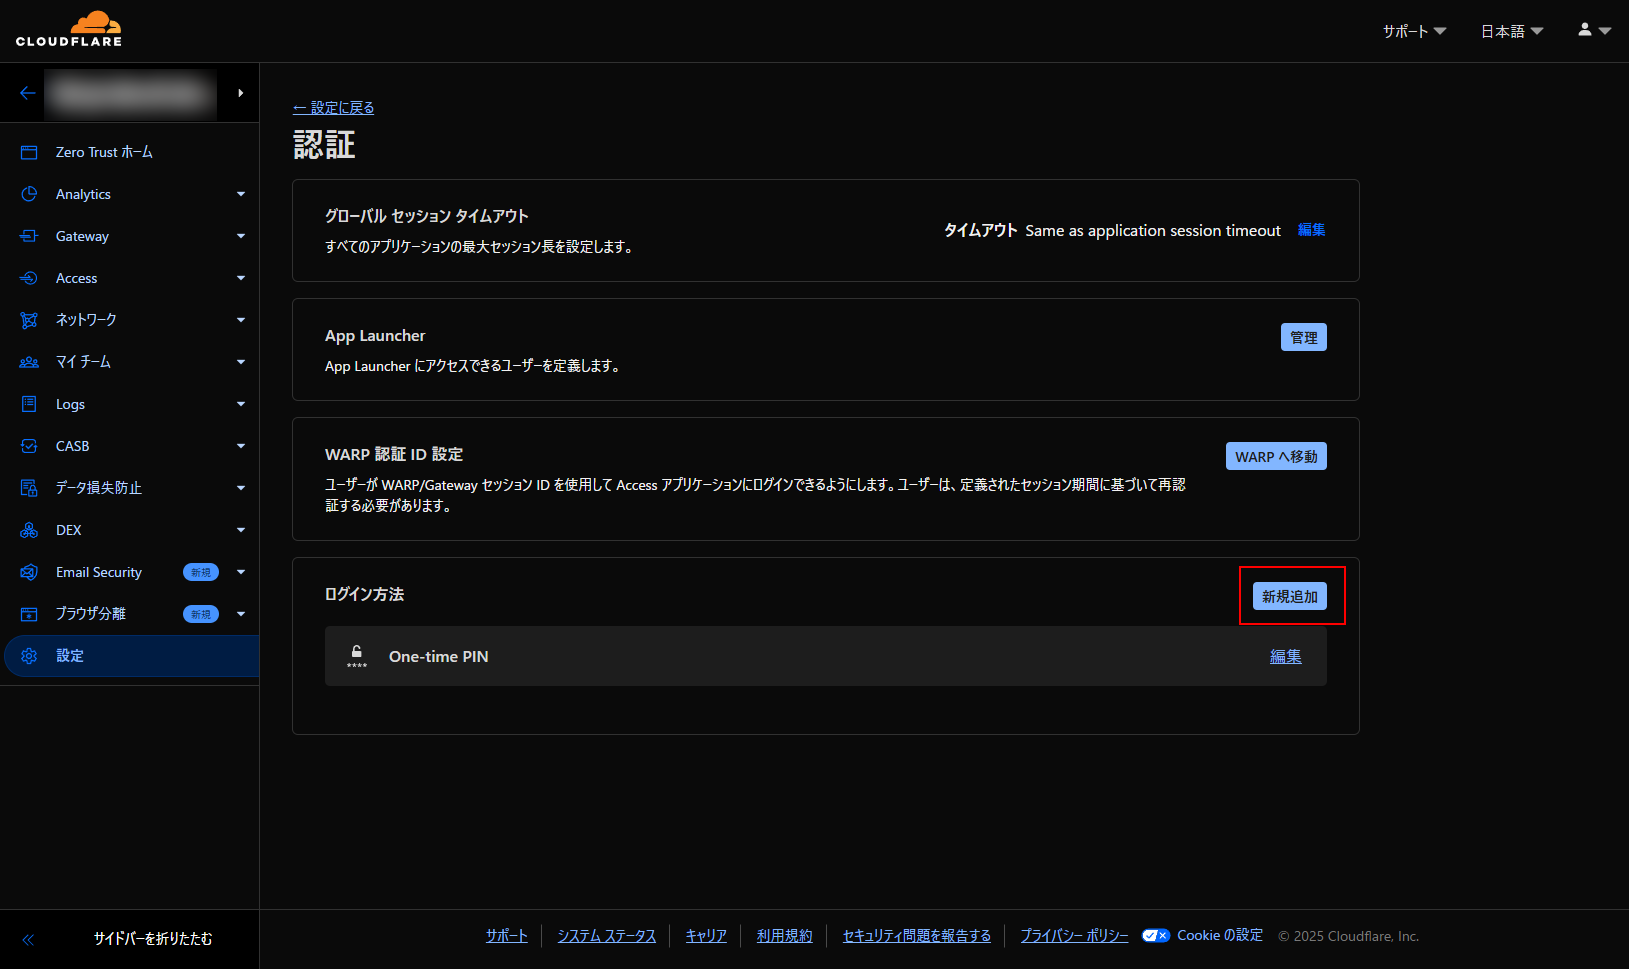 CLOUDFLARE
サポート
日本語
Zero Trust ホーム
Analytics
Gateway
Access
ネットワーク
マイ チーム
Logs
CASB
データ損失防止
DEX
Email Security 新規
ブラウザ分離 新規
設定
サイドバーを折りたたむ
← 設定に戻る
認証
グローバル セッション タイムアウト
すべてのアプリケーションの最大セッション長を設定します。
タイムアウト Same as application session timeout 編集
App Launcher
App Launcher にアクセスできるユーザーを定義します。
管理
WARP 認証 ID 設定
ユーザーが WARP/Gateway セッション ID を使用して Access アプリケーションにログインできるようにします。ユーザーは、定義されたセッション期間に基づいて再認
証する必要があります。
WARP へ移動
ログイン方法
新規追加
One-time PIN
編集
サポート システム ステータス キャリア 利用規約 セキュリティ問題を報告する プライバシー ポリシー Cookie の設定 © 2025 Cloudflare, Inc.